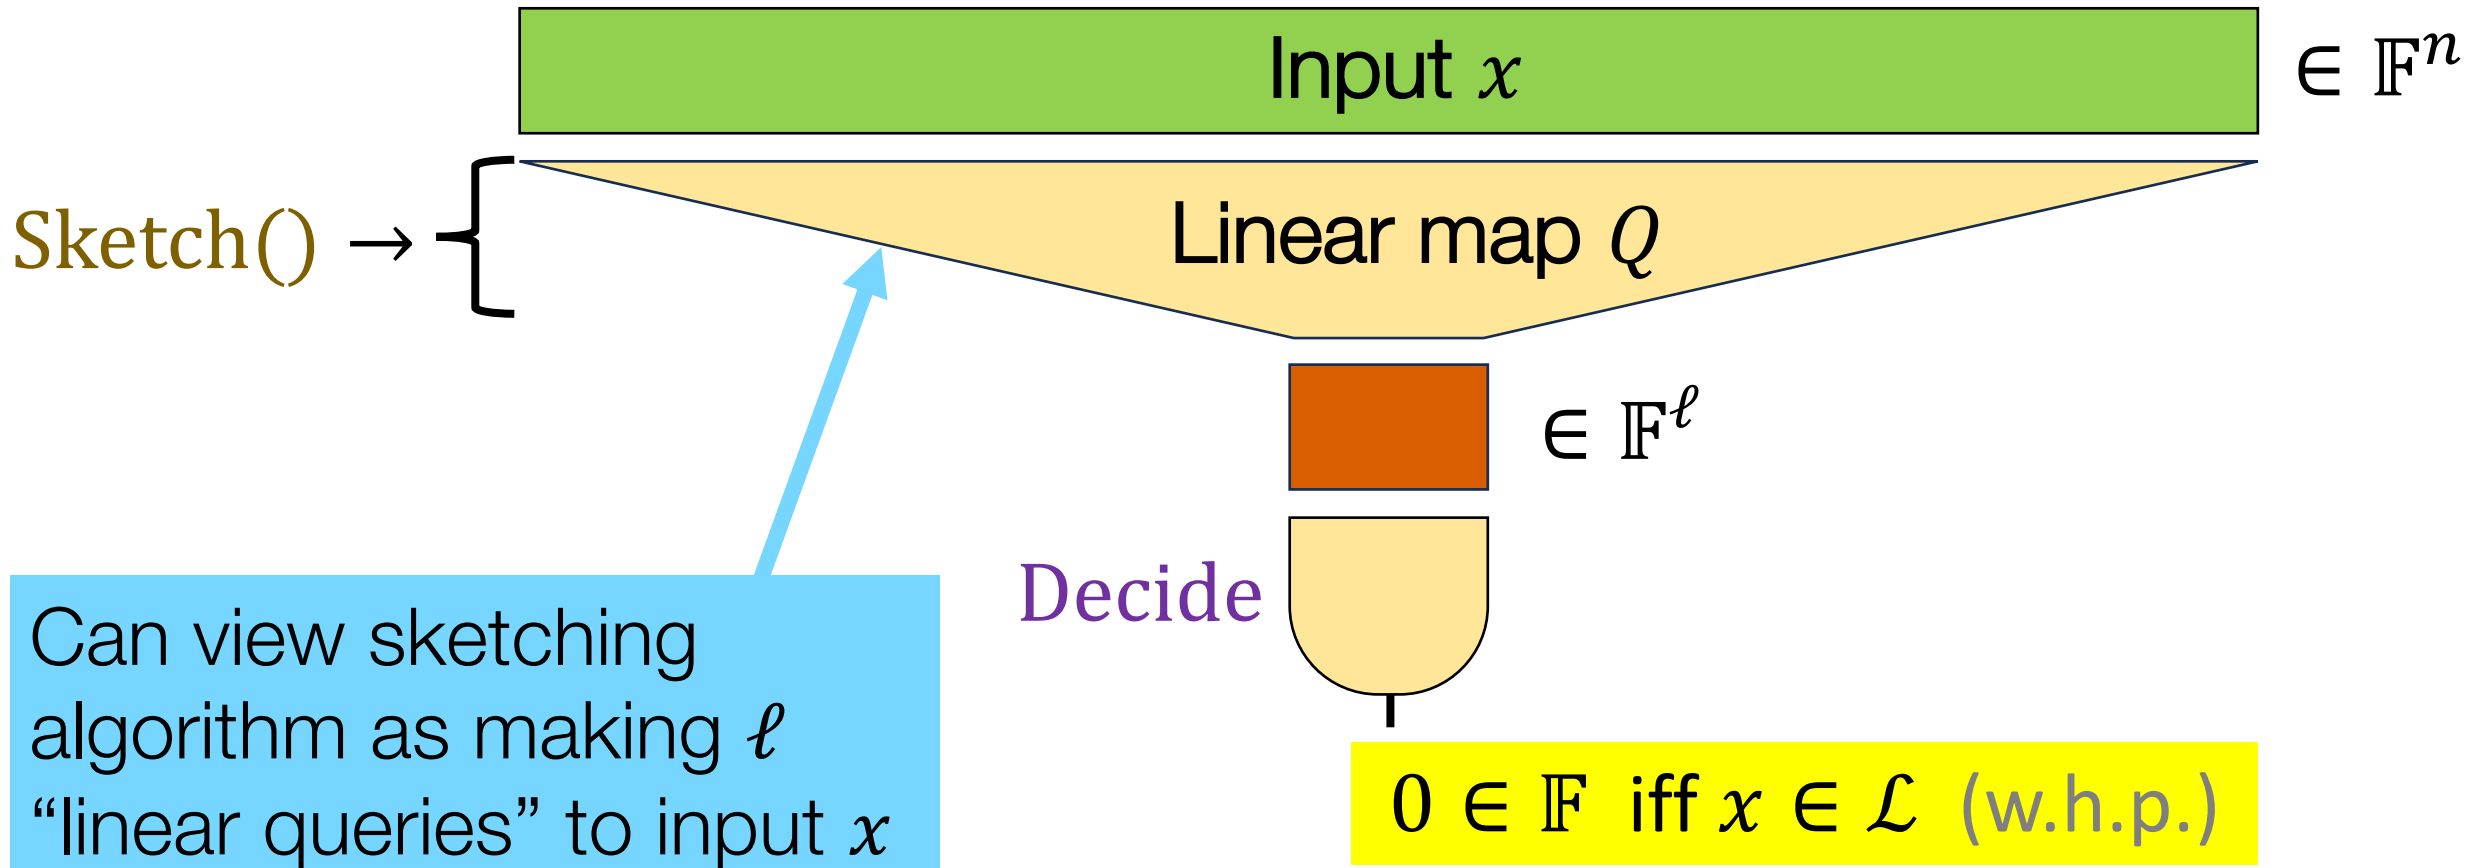 Input 𝑥
∈ 𝔽ⁿ
Sketch() →
Linear map 𝑄
∈ 𝔽^ℓ
Decide
Can view sketching
algorithm as making ℓ
“linear queries” to input 𝑥
0 ∈ 𝔽 iff 𝑥 ∈ ℒ (w.h.p.)